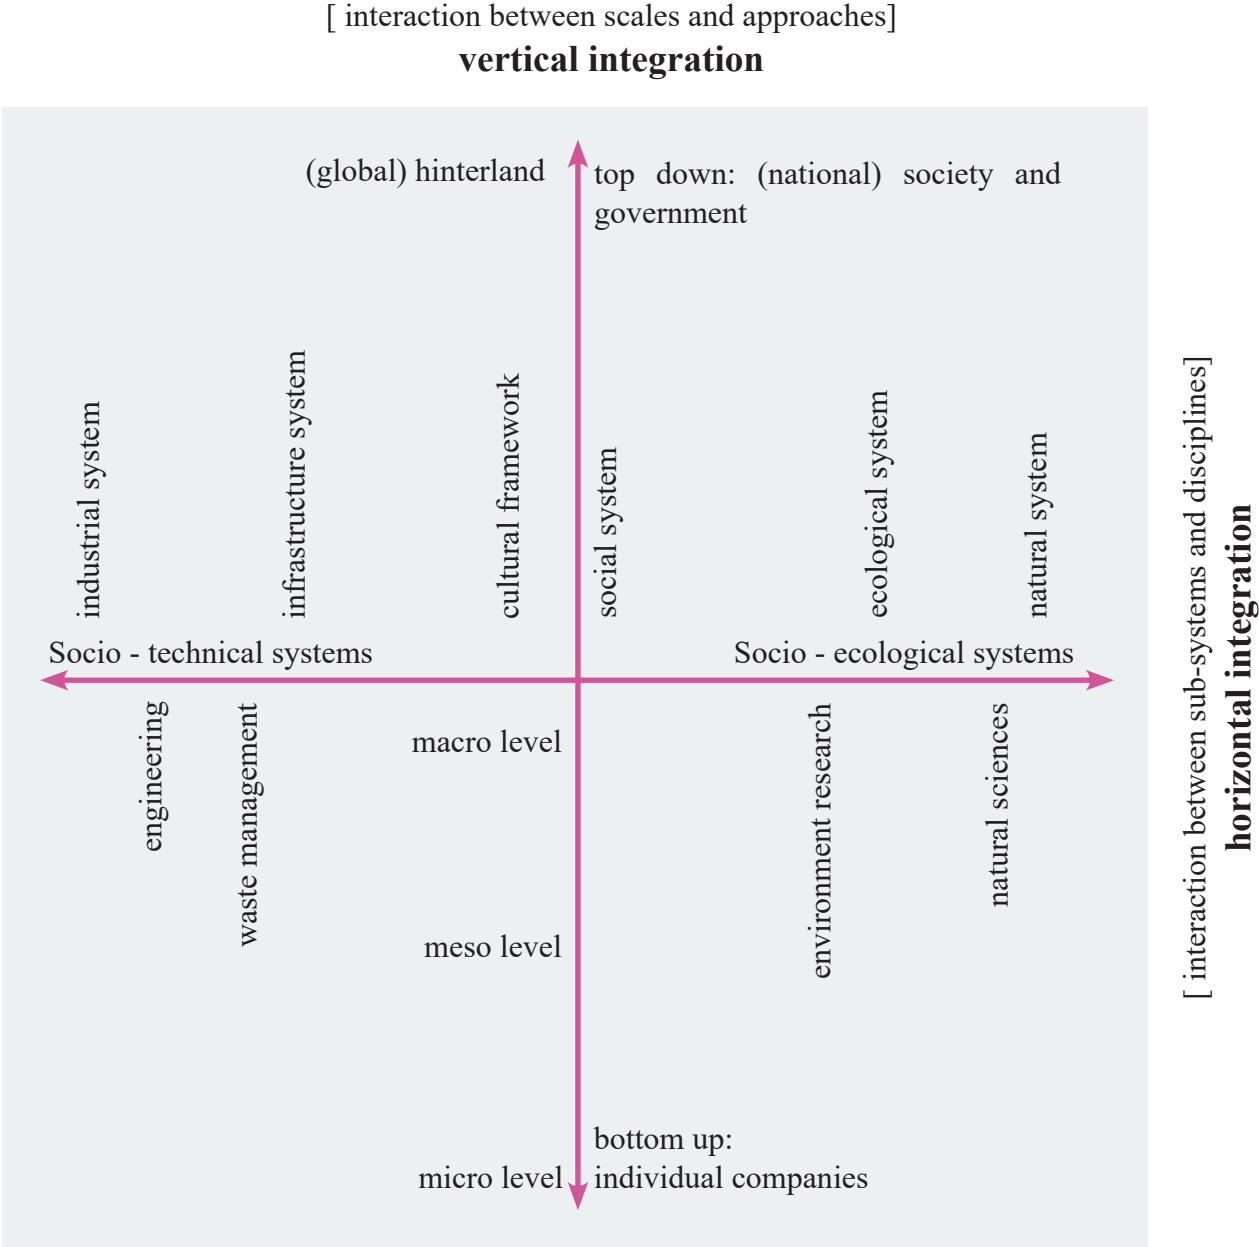 [ interaction between scales and approaches]
vertical integration
(global) hinterland
top down: (national) society and
government
industrial system
infrastructure system
cultural framework
social system
ecological system
natural system
Socio - technical systems
Socio - ecological systems
engineering
waste management
macro level
meso level
micro level
environment research
natural sciences
bottom up:
individual companies
[ interaction between sub-systems and disciplines]
horizontal integration